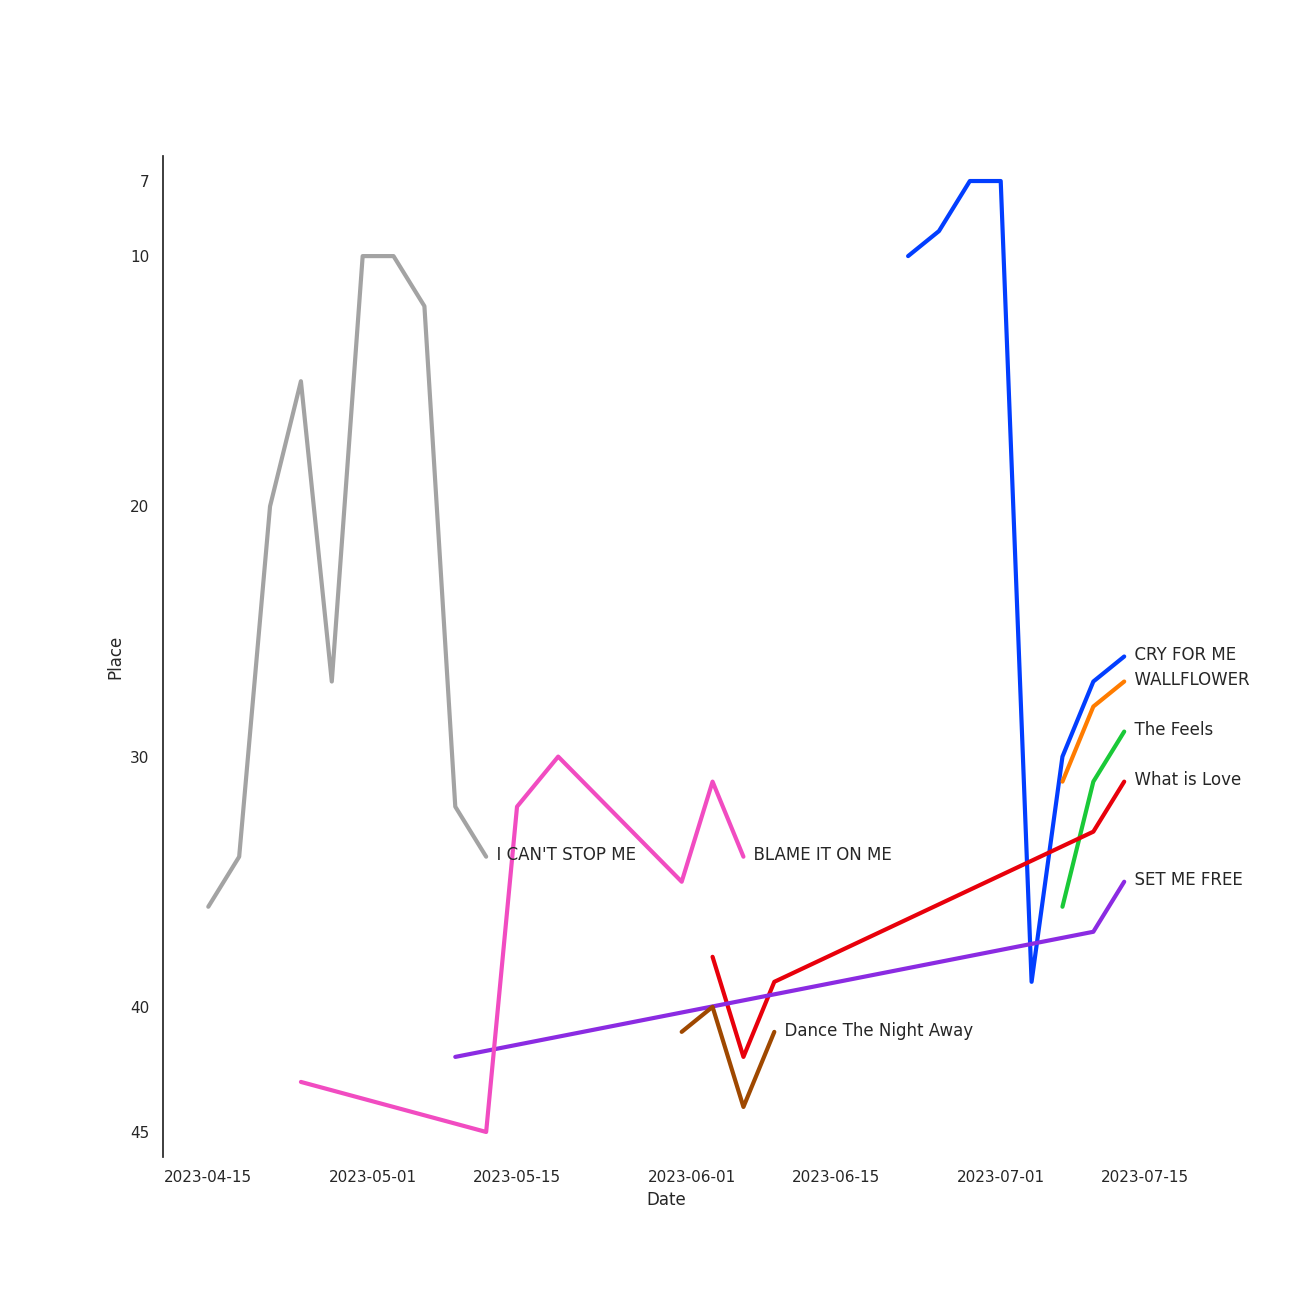 7
10
20
30
40
45
Place
CRY FOR ME
WALLFLOWER
The Feels
What is Love
I CAN'T STOP ME
BLAME IT ON ME
SET ME FREE
Dance The Night Away
2023-04-15
2023-05-01
2023-05-15
2023-06-01
2023-06-15
2023-07-01
2023-07-15
Date